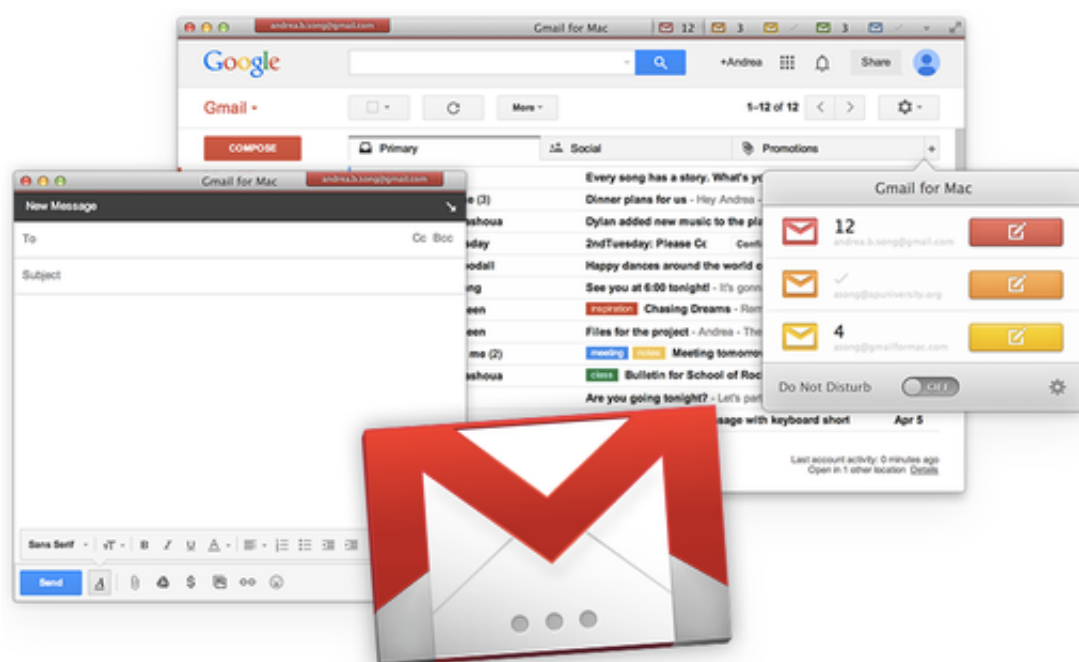 andrea.b.song@gmail.com
Gmail for Mac
12
3
3
Google
+Andrea
Share
Gmail
More
1–12 of 12
COMPOSE
Primary
Social
Promotions
+
Every song has a story. What's yo
e (3)
Dinner plans for us - Hey Andrea -
ashoua
Dylan added new music to the pla
sday
2ndTuesday: Please Cc Confi
oodall
Happy dances around the world o
ng
See you at 6:00 tonight! - It's gonn
een
inspiration Chasing Dreams - Rem
een
Files for the project - Andrea - The
me (2)
meeting notes Meeting tomorrow
ashoua
class Bulletin for School of Roc
Are you going tonight? - Let's part
sage with keyboard short Apr 5
Last account activity: 0 minutes ago
Open in 1 other location Details
Gmail for Mac
andrea.b.song@gmail.com
New Message
To
Cc Bcc
Subject
Sans Serif
B I U A
Send
A
$
Gmail for Mac
12
andrea.b.song@gmail.com
asong@apuniversity.org
4
asong@gmailformac.com
Do Not Disturb
OFF